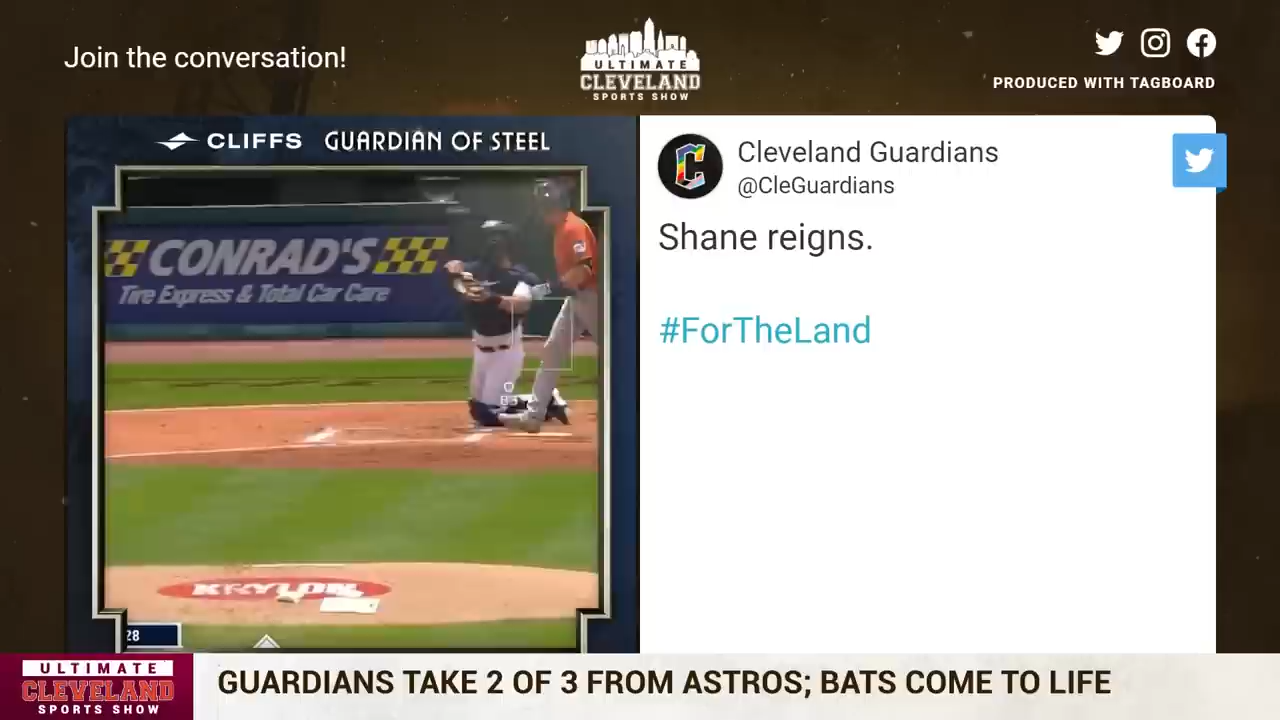 Join the conversation!
ULTIMATE
CLEVELAND
SPORTS SHOW
PRODUCED WITH TAGBOARD
CLIFFS GUARDIAN OF STEEL
CONRAD'S
Tire Express & Total Car Care
KRYLON
28
Cleveland Guardians
@CleGuardians
Shane reigns.
#ForTheLand
ULTIMATE
CLEVELAND
SPORTS SHOW
GUARDIANS TAKE 2 OF 3 FROM ASTROS; BATS COME TO LIFE